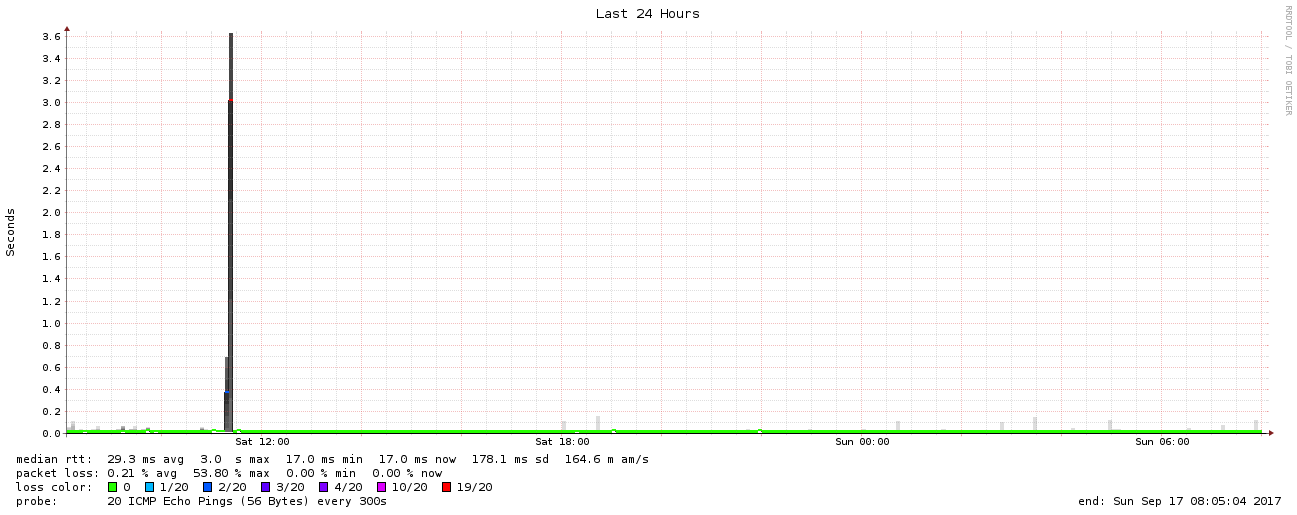 Last 24 Hours
RRDTOOL / TOBI OETIKER
Seconds
3.6
3.4
3.2
3.0
2.8
2.6
2.4
2.2
2.0
1.8
1.6
1.4
1.2
1.0
0.8
0.6
0.4
0.2
0.0
Sat 12:00 Sat 18:00 Sun 00:00 Sun 06:00
median rtt: 29.3 ms avg 3.0 s max 17.0 ms min 17.0 ms now 178.1 ms sd 164.6 m am/s
packet loss: 0.21 % avg 53.80 % max 0.00 % min 0.00 % now
loss color: 0 1/20 2/20 3/20 4/20 10/20 19/20
probe: 20 ICMP Echo Pings (56 Bytes) every 300s end: Sun Sep 17 08:05:04 2017